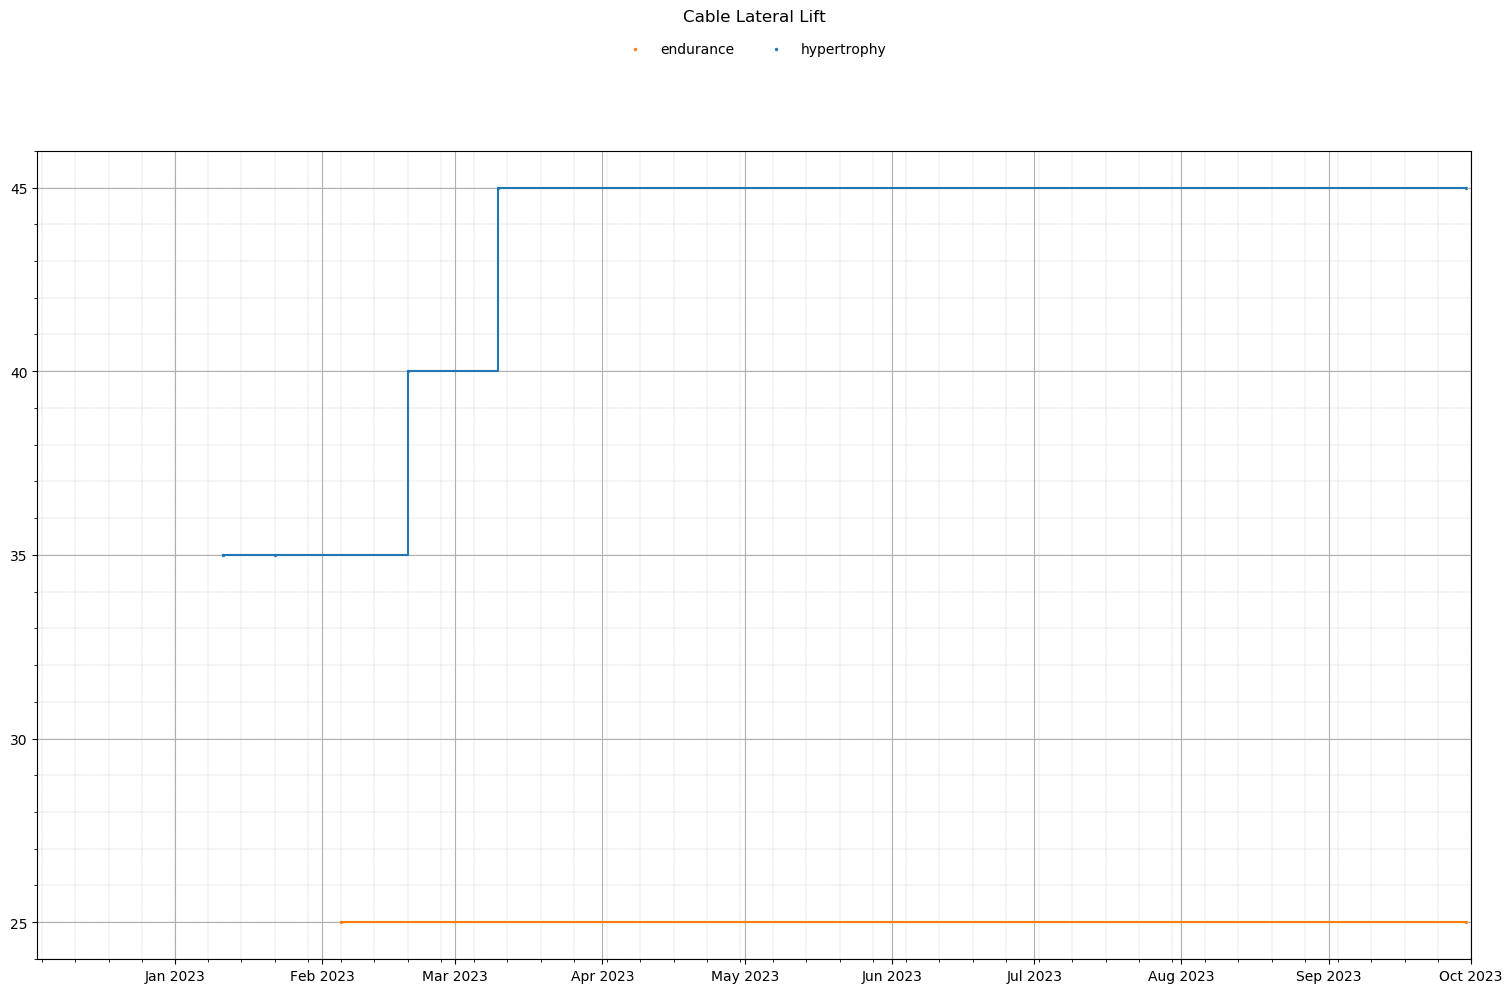 Cable Lateral Lift
endurance hypertrophy
45
40
35
30
25
Jan 2023 Feb 2023 Mar 2023 Apr 2023 May 2023 Jun 2023 Jul 2023 Aug 2023 Sep 2023 Oct 2023